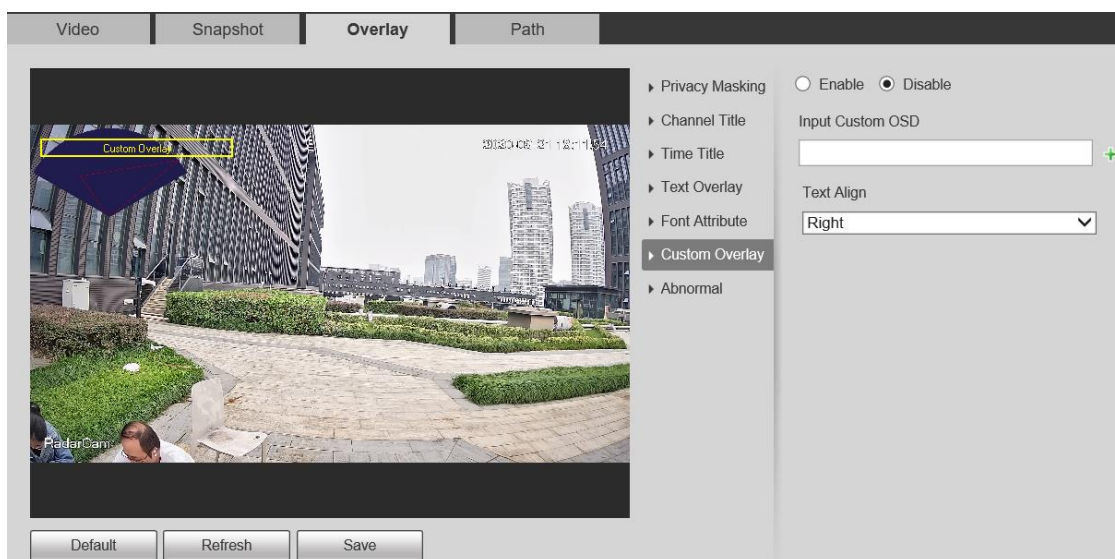 Video Snapshot Overlay Path
Privacy Masking
Channel Title
Time Title
Text Overlay
Font Attribute
Custom Overlay
Abnormal
Enable Disable
Input Custom OSD
Text Align
Right
Custom Overlay
RadarCam
Default Refresh Save